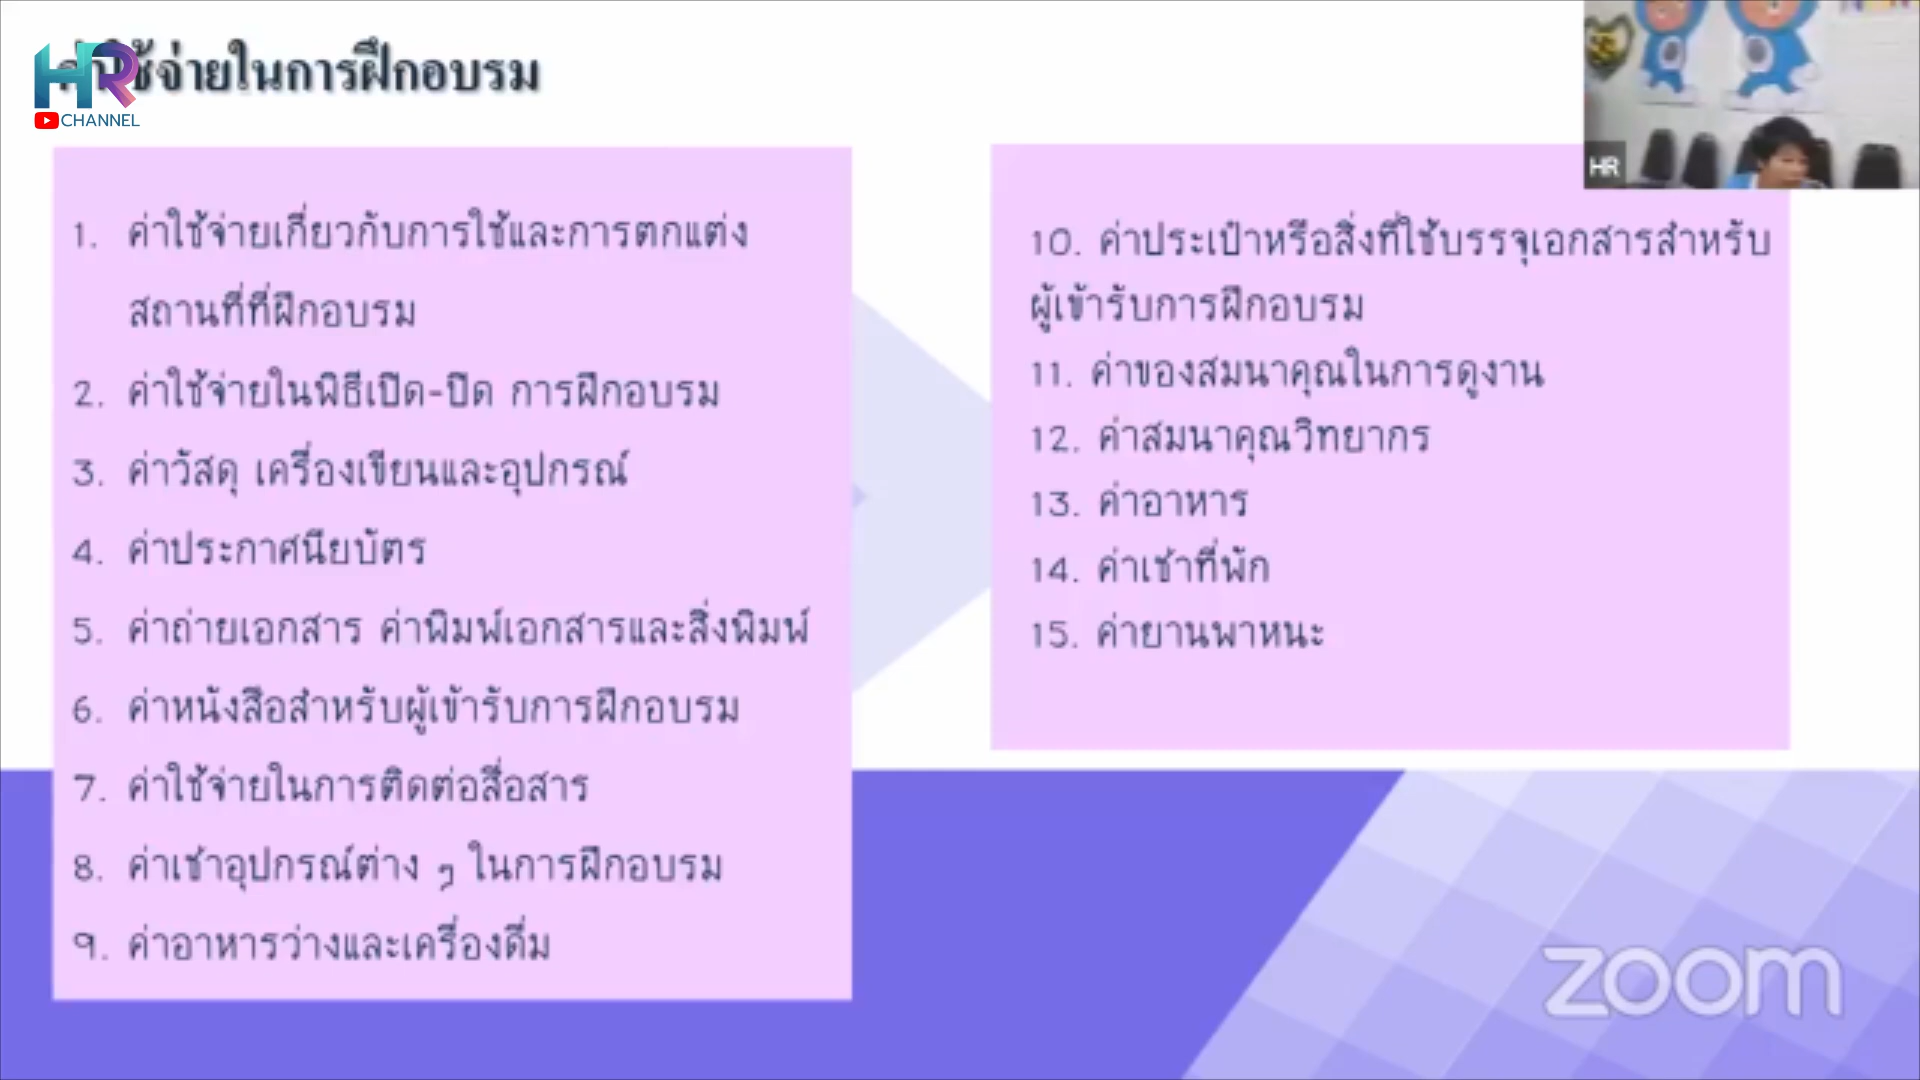 ค่าใช้จ่ายในการฝึกอบรม
HR
CHANNEL
HR
1. ค่าใช้จ่ายเกี่ยวกับการใช้และการตกแต่ง
สถานที่ที่ฝึกอบรม
2. ค่าใช้จ่ายในพิธีเปิด-ปิด การฝึกอบรม
3. ค่าวัสดุ เครื่องเขียนและอุปกรณ์
4. ค่าประกาศนียบัตร
5. ค่าถ่ายเอกสาร ค่าพิมพ์เอกสารและสิ่งพิมพ์
6. ค่าหนังสือสำหรับผู้เข้ารับการฝึกอบรม
7. ค่าใช้จ่ายในการติดต่อสื่อสาร
8. ค่าเช่าอุปกรณ์ต่าง ๆ ในการฝึกอบรม
9. ค่าอาหารว่างและเครื่องดื่ม
10. ค่าประเป๋าหรือสิ่งที่ใช้บรรจุเอกสารสำหรับ
ผู้เข้ารับการฝึกอบรม
11. ค่าของสมนาคุณในการดูงาน
12. ค่าสมนาคุณวิทยากร
13. ค่าอาหาร
14. ค่าเช่าที่พัก
15. ค่ายานพาหนะ
zoom